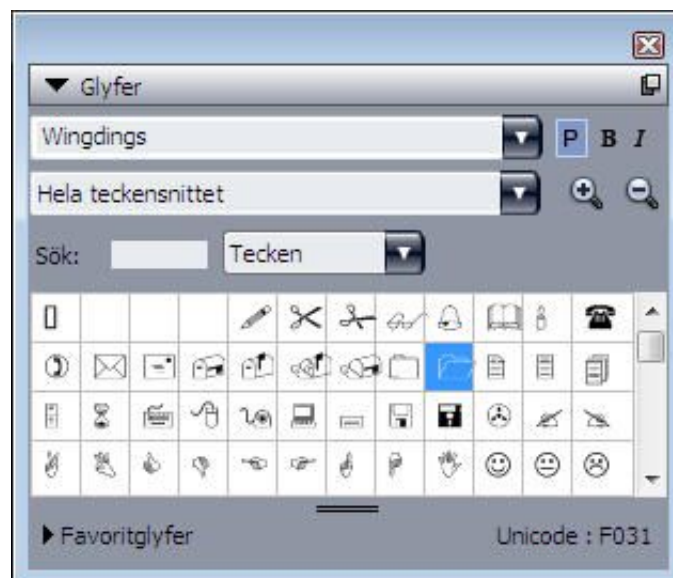 Glyfer
Wingdings
P B I
Hela teckensnittet
Sök: Tecken
Favoritglyfer Unicode : F031